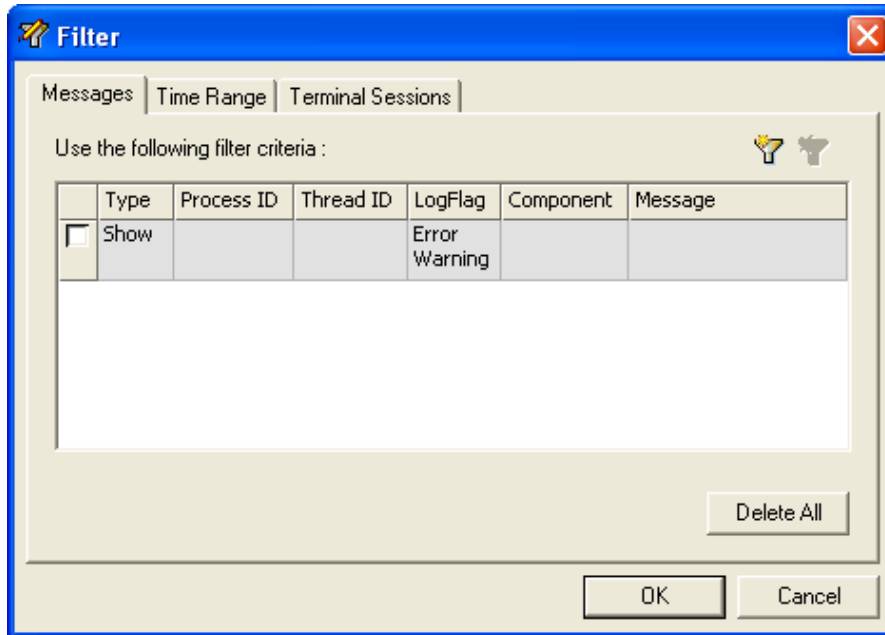 Filter
Messages Time Range Terminal Sessions
Use the following filter criteria :
Type Process ID Thread ID LogFlag Component Message
Show Error
Warning
Delete All
OK Cancel